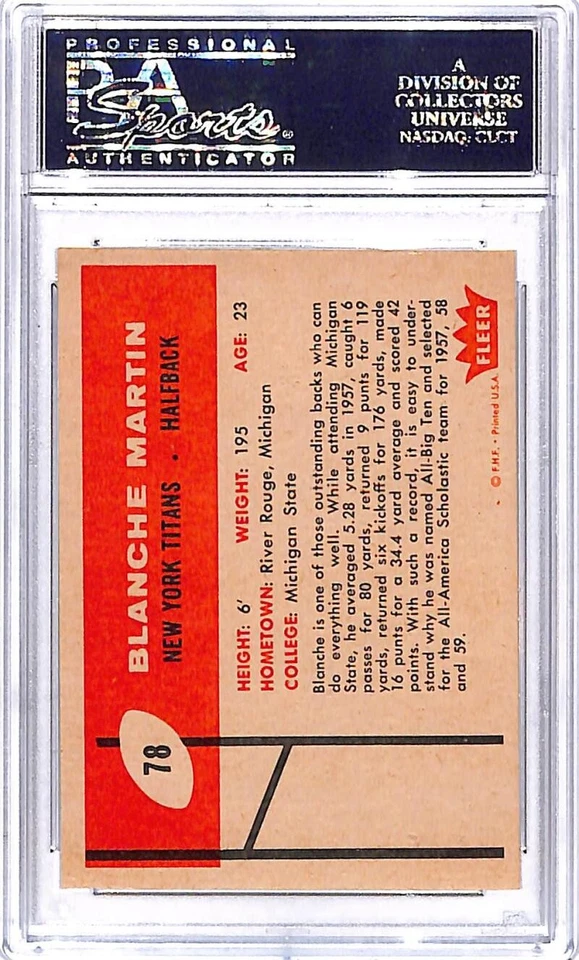 PROFESSIONAL
PSA
Sports
AUTHENTICATOR
A
DIVISION OF
COLLECTORS
UNIVERSE
NASDAQ: CLCT
78
BLANCHE MARTIN
NEW YORK TITANS • HALFBACK
HEIGHT: 6' WEIGHT: 195 AGE: 23
HOMETOWN: River Rouge, Michigan
COLLEGE: Michigan State
Blanche is one of those outstanding backs who can
do everything well. While attending Michigan
State, he averaged 5.28 yards in 1957, caught 6
passes for 80 yards, returned 9 punts for 119
yards, returned six kickoffs for 176 yards, made
16 punts for a 34.4 yard average and scored 42
points. With such a record, it is easy to under-
stand why he was named All-Big Ten and selected
for the All-America Scholastic team for 1957, 58
and 59.
© F.H.F. • Printed U.S.A.
FLEER